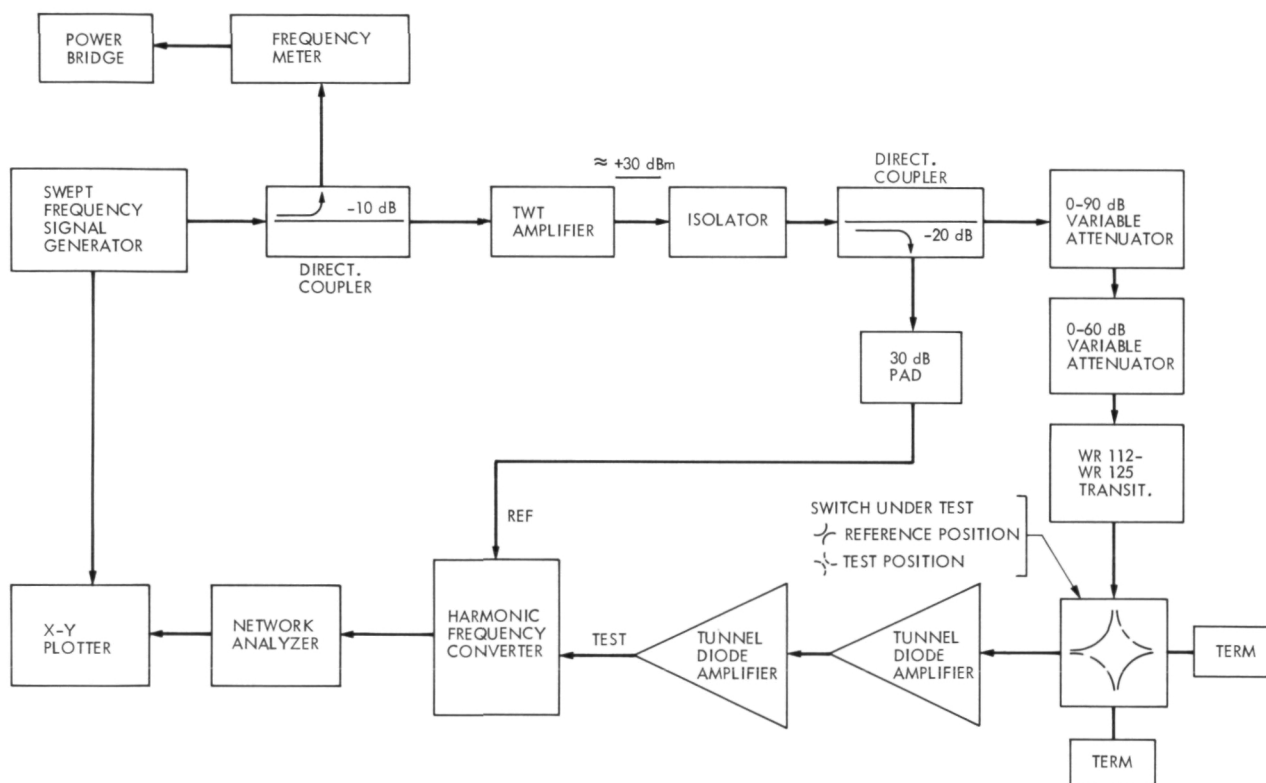 POWER
BRIDGE
FREQUENCY
METER
SWEPT
FREQUENCY
SIGNAL
GENERATOR
-10 dB
DIRECT.
COUPLER
TWT
AMPLIFIER
≈ +30 dBm
ISOLATOR
DIRECT.
COUPLER
-20 dB
0-90 dB
VARIABLE
ATTENUATOR
0-60 dB
VARIABLE
ATTENUATOR
30 dB
PAD
WR 112-
WR 125
TRANSIT.
SWITCH UNDER TEST
REFERENCE POSITION
TEST POSITION
REF
X-Y
PLOTTER
NETWORK
ANALYZER
HARMONIC
FREQUENCY
CONVERTER
TEST
TUNNEL
DIODE
AMPLIFIER
TUNNEL
DIODE
AMPLIFIER
TERM
TERM